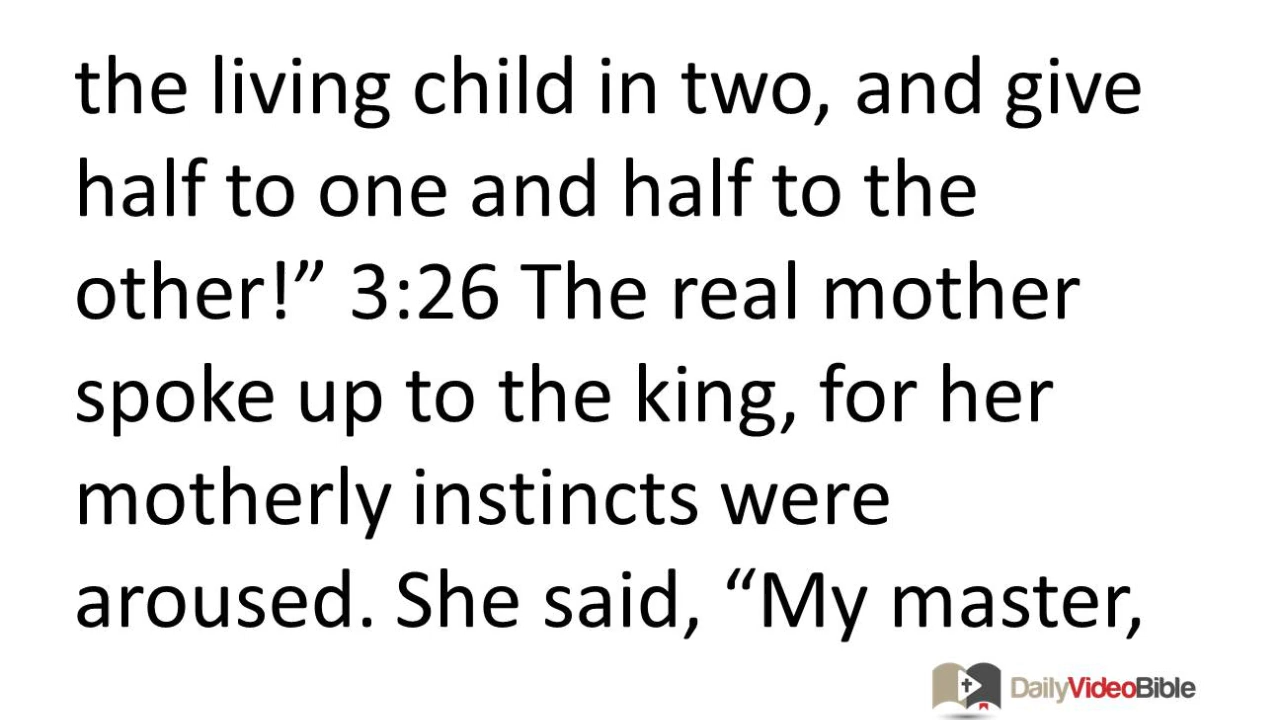 the living child in two, and give
half to one and half to the
other!” 3:26 The real mother
spoke up to the king, for her
motherly instincts were
aroused. She said, “My master,
DailyVideoBible